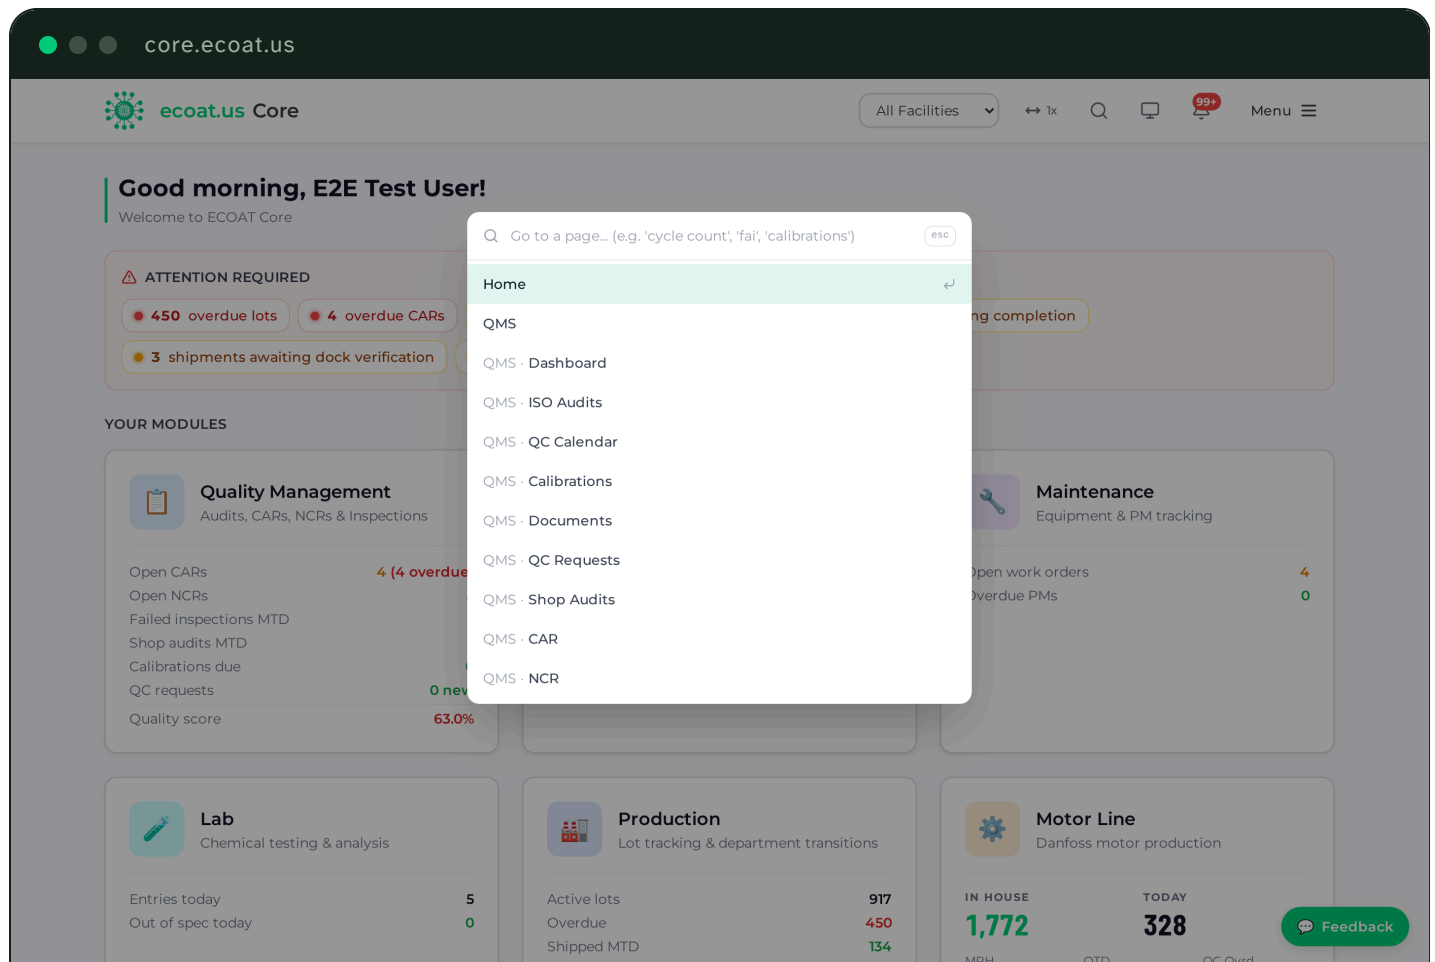 core.ecoat.us
ecoat.us Core
All Facilities
1x
99+
Menu
Good morning, E2E Test User!
Welcome to ECOAT Core
Go to a page... (e.g. 'cycle count', 'fai', 'calibrations')
esc
ATTENTION REQUIRED
Home
450 overdue lots
4 overdue CARs
completion
QMS
3 shipments awaiting dock verification
QMS · Dashboard
QMS · ISO Audits
YOUR MODULES
QMS · QC Calendar
QMS · Calibrations
QMS · Documents
QMS · QC Requests
QMS · Shop Audits
QMS · CAR
QMS · NCR
Quality Management
Audits, CARs, NCRs & Inspections
Open CARs 4 (4 overdue
Open NCRs
Failed inspections MTD
Shop audits MTD
Calibrations due
QC requests 0 new
Quality score 63.0%
Maintenance
Equipment & PM tracking
Open work orders 4
Overdue PMs 0
Lab
Chemical testing & analysis
Entries today 5
Out of spec today 0
Production
Lot tracking & department transitions
Active lots 917
Overdue 450
Shipped MTD 134
Motor Line
Danfoss motor production
IN HOUSE TODAY
1,772 328
MPH OTD QC Ovrd
Feedback